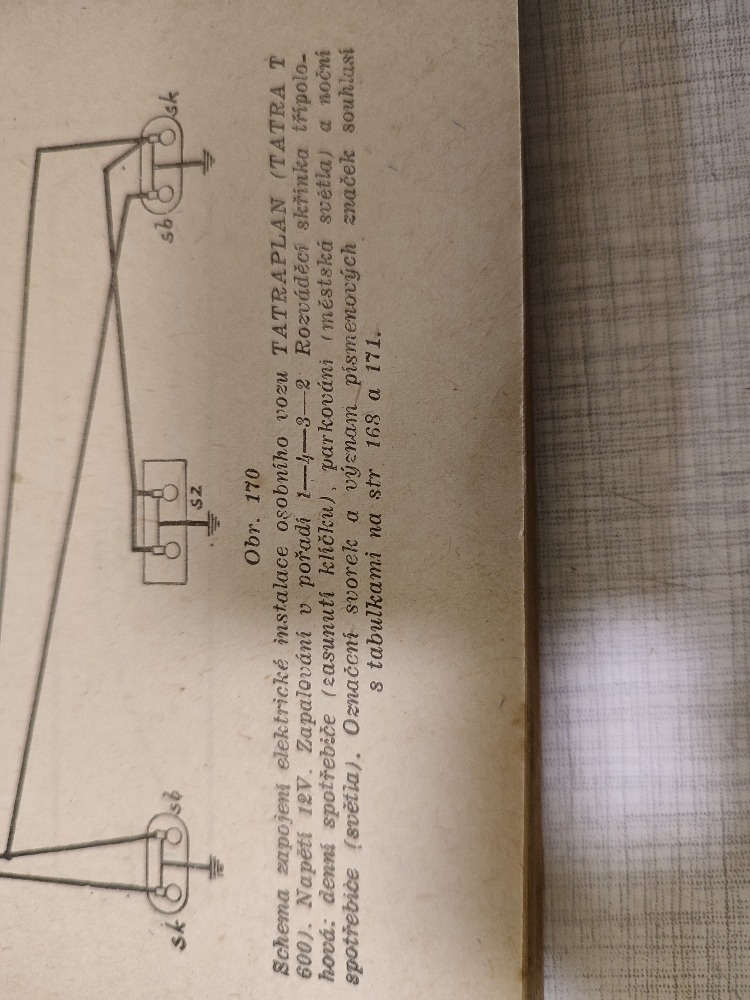 sk
sb
sz
sb
sk
Obr. 170
Schema zapojení elektrické instalace osobního vozu TATRAPLAN (TATRA T
600). Napětí 12V. Zapalování v pořadí 1—4—3—2 Rozváděcí skřínka třípolo-
hová: denní spotřebiče (zasunutí klíčku), parkování (městská světla) a noční
spotřebiče (světla). Označení svorek a význam písmenových značek souhlasí
s tabulkami na str 168 a 171.